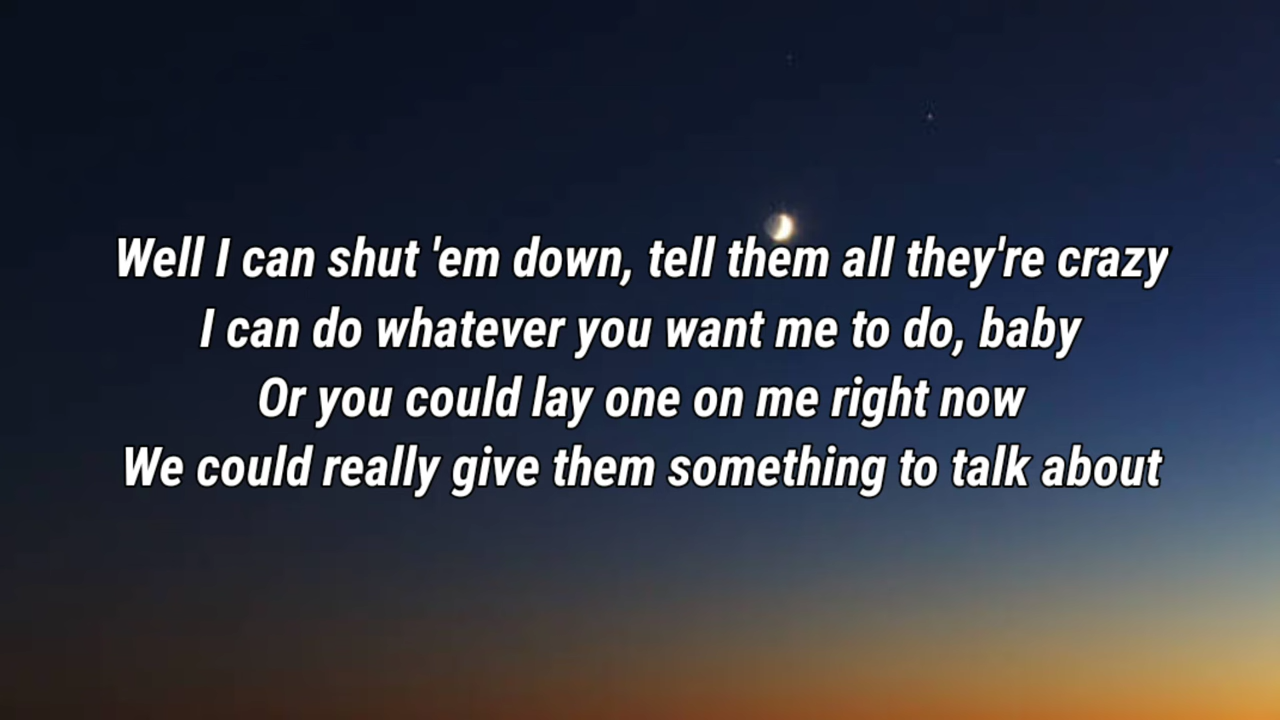 Well I can shut 'em down, tell them all they're crazy
I can do whatever you want me to do, baby
Or you could lay one on me right now
We could really give them something to talk about